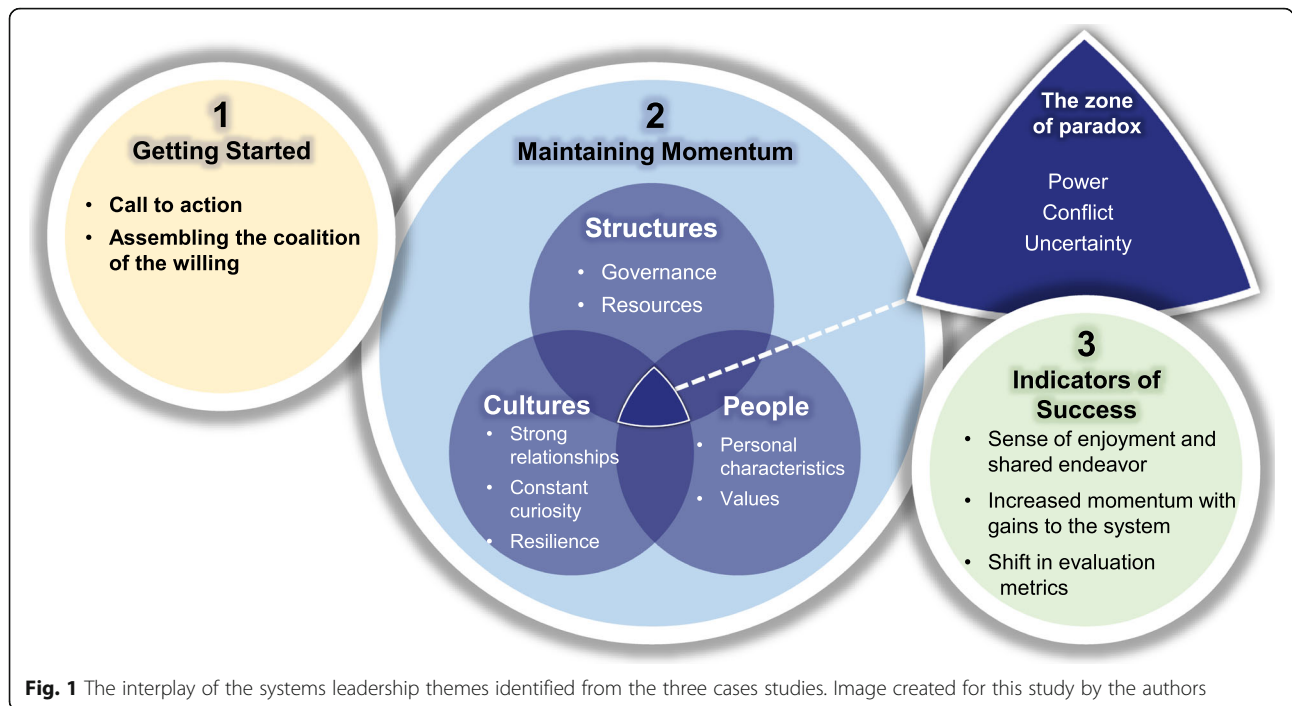 1
Getting Started
• Call to action
• Assembling the coalition
of the willing
2
Maintaining Momentum
Structures
• Governance
• Resources
Cultures
• Strong
relationships
• Constant
curiosity
• Resilience
People
• Personal
characteristics
• Values
The zone
of paradox
Power
Conflict
Uncertainty
3
Indicators of
Success
• Sense of enjoyment and
shared endeavor
• Increased momentum with
gains to the system
• Shift in evaluation
metrics
Fig. 1 The interplay of the systems leadership themes identified from the three cases studies. Image created for this study by the authors